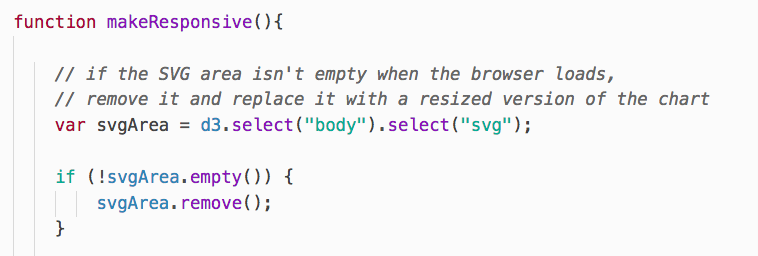 function makeResponsive(){
// if the SVG area isn't empty when the browser loads,
// remove it and replace it with a resized version of the chart
var svgArea = d3.select("body").select("svg");
if (!svgArea.empty()) {
svgArea.remove();
}